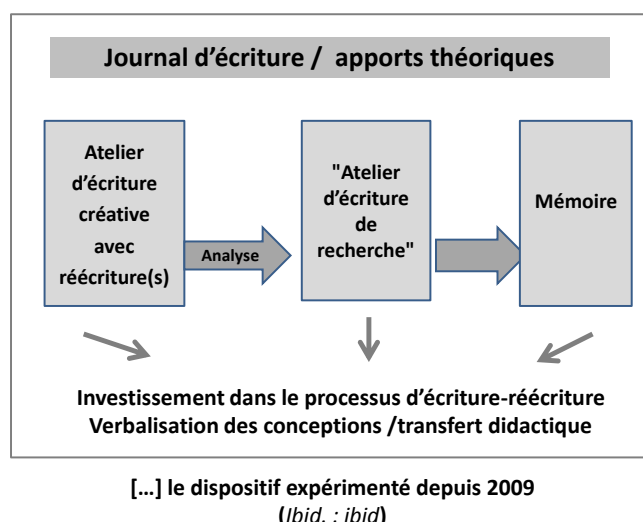 Journal d’écriture / apports théoriques
Atelier
d’écriture
créative
avec
réécriture(s)
Analyse
"Atelier
d’écriture
de
recherche"
Mémoire
Investissement dans le processus d’écriture-réécriture
Verbalisation des conceptions /transfert didactique
[…] le dispositif expérimenté depuis 2009
(Ibid. : ibid)